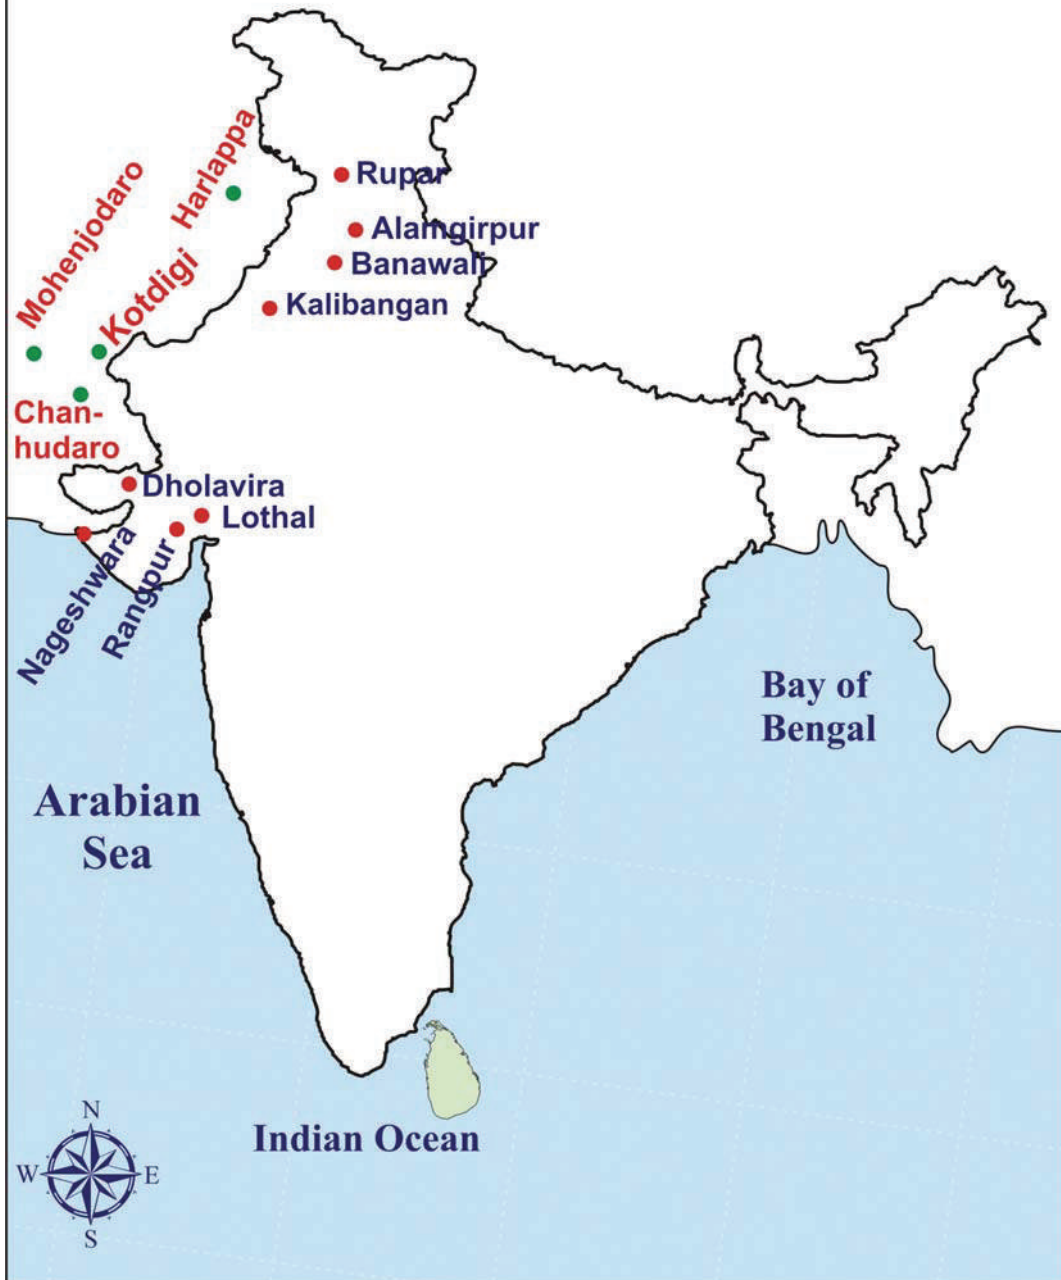 Harlappa
Rupar
Mohenjodaro
Alamgirpur
Kotdigi
Banawali
Kalibangan
Chan-
hudaro
Dholavira
Lothal
Nageshwara
Rangpur
Bay of
Bengal
Arabian
Sea
Indian Ocean
N
W
E
S